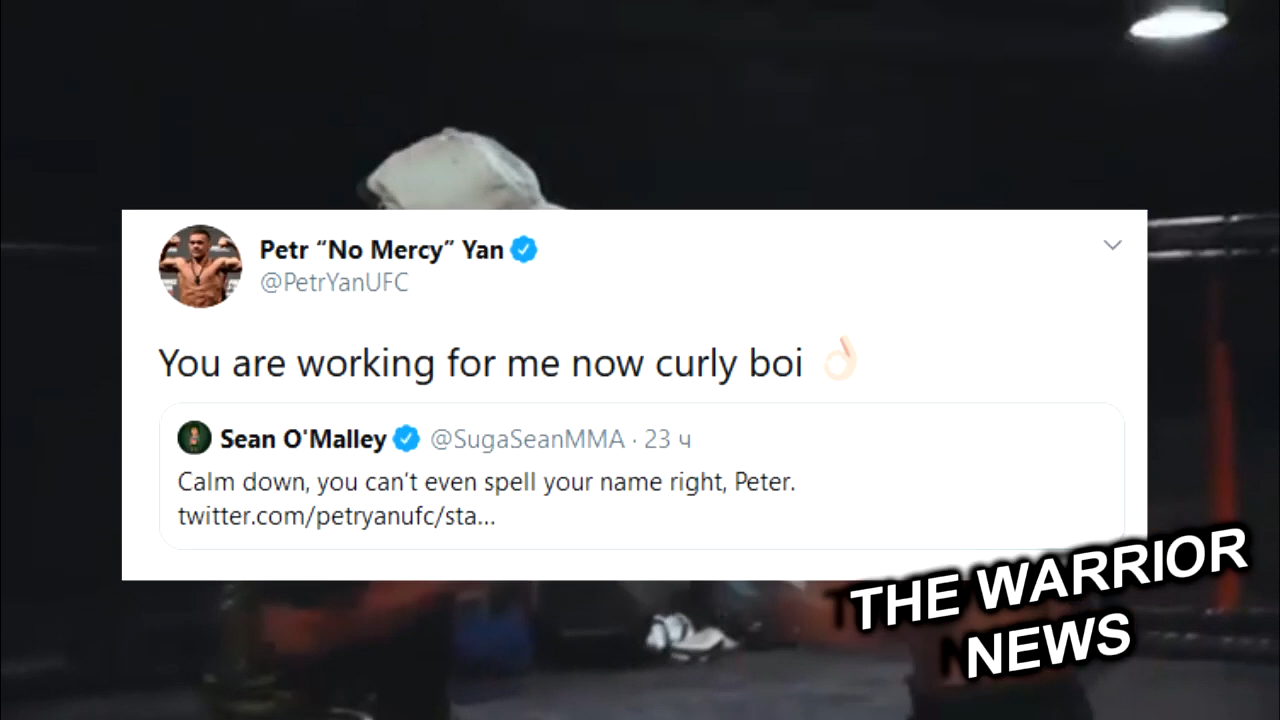 Petr “No Mercy” Yan
@PetrYanUFC
You are working for me now curly boi 👌🏻
Sean O'Malley @SugaSeanMMA · 23 ч
Calm down, you can't even spell your name right, Peter.
twitter.com/petryanufc/sta...
THE WARRIOR
NEWS